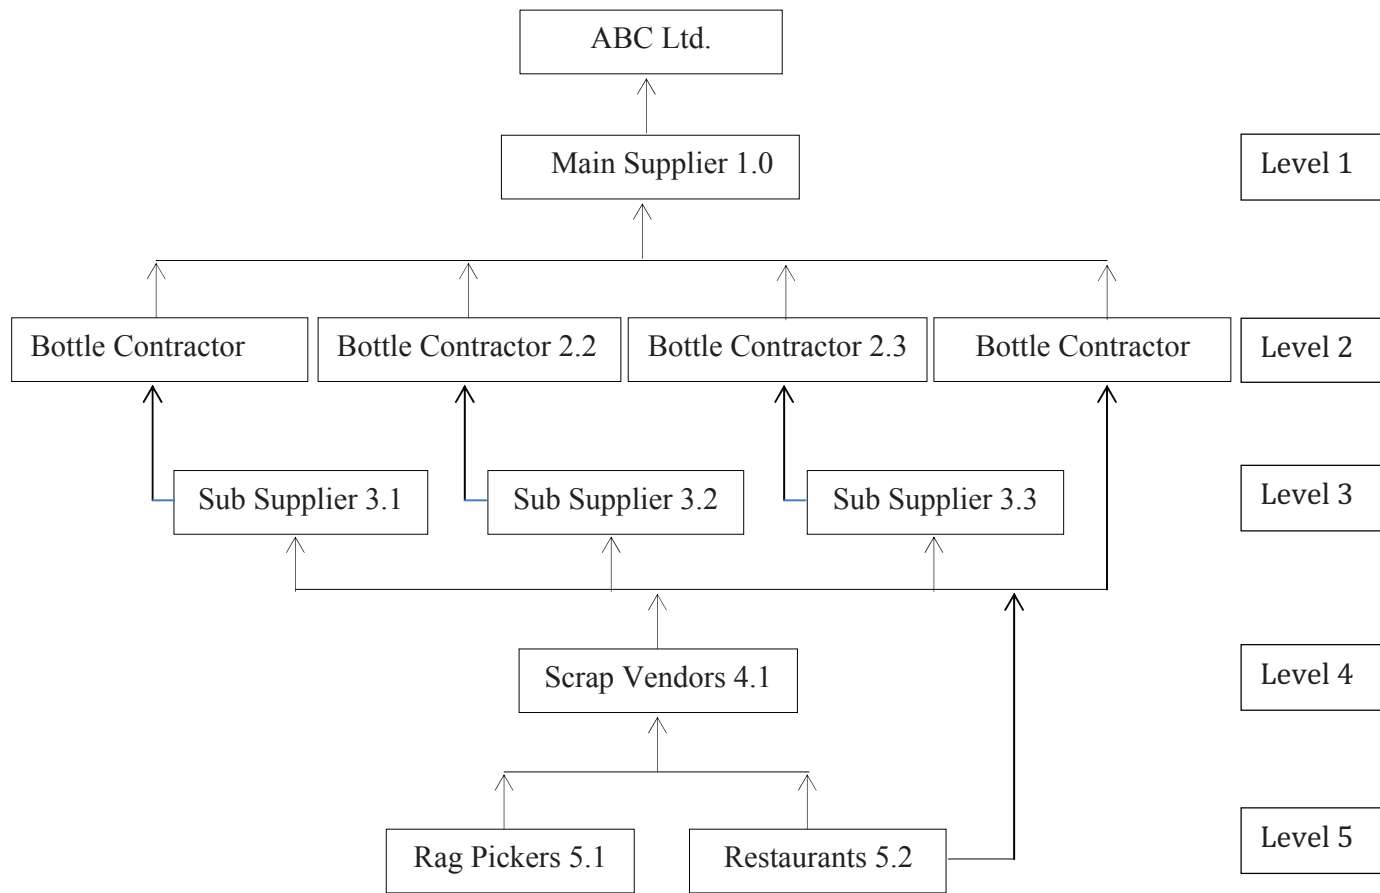 ABC Ltd.
Main Supplier 1.0
Level 1
Bottle Contractor
Bottle Contractor 2.2
Bottle Contractor 2.3
Bottle Contractor
Level 2
Sub Supplier 3.1
Sub Supplier 3.2
Sub Supplier 3.3
Level 3
Scrap Vendors 4.1
Level 4
Rag Pickers 5.1
Restaurants 5.2
Level 5